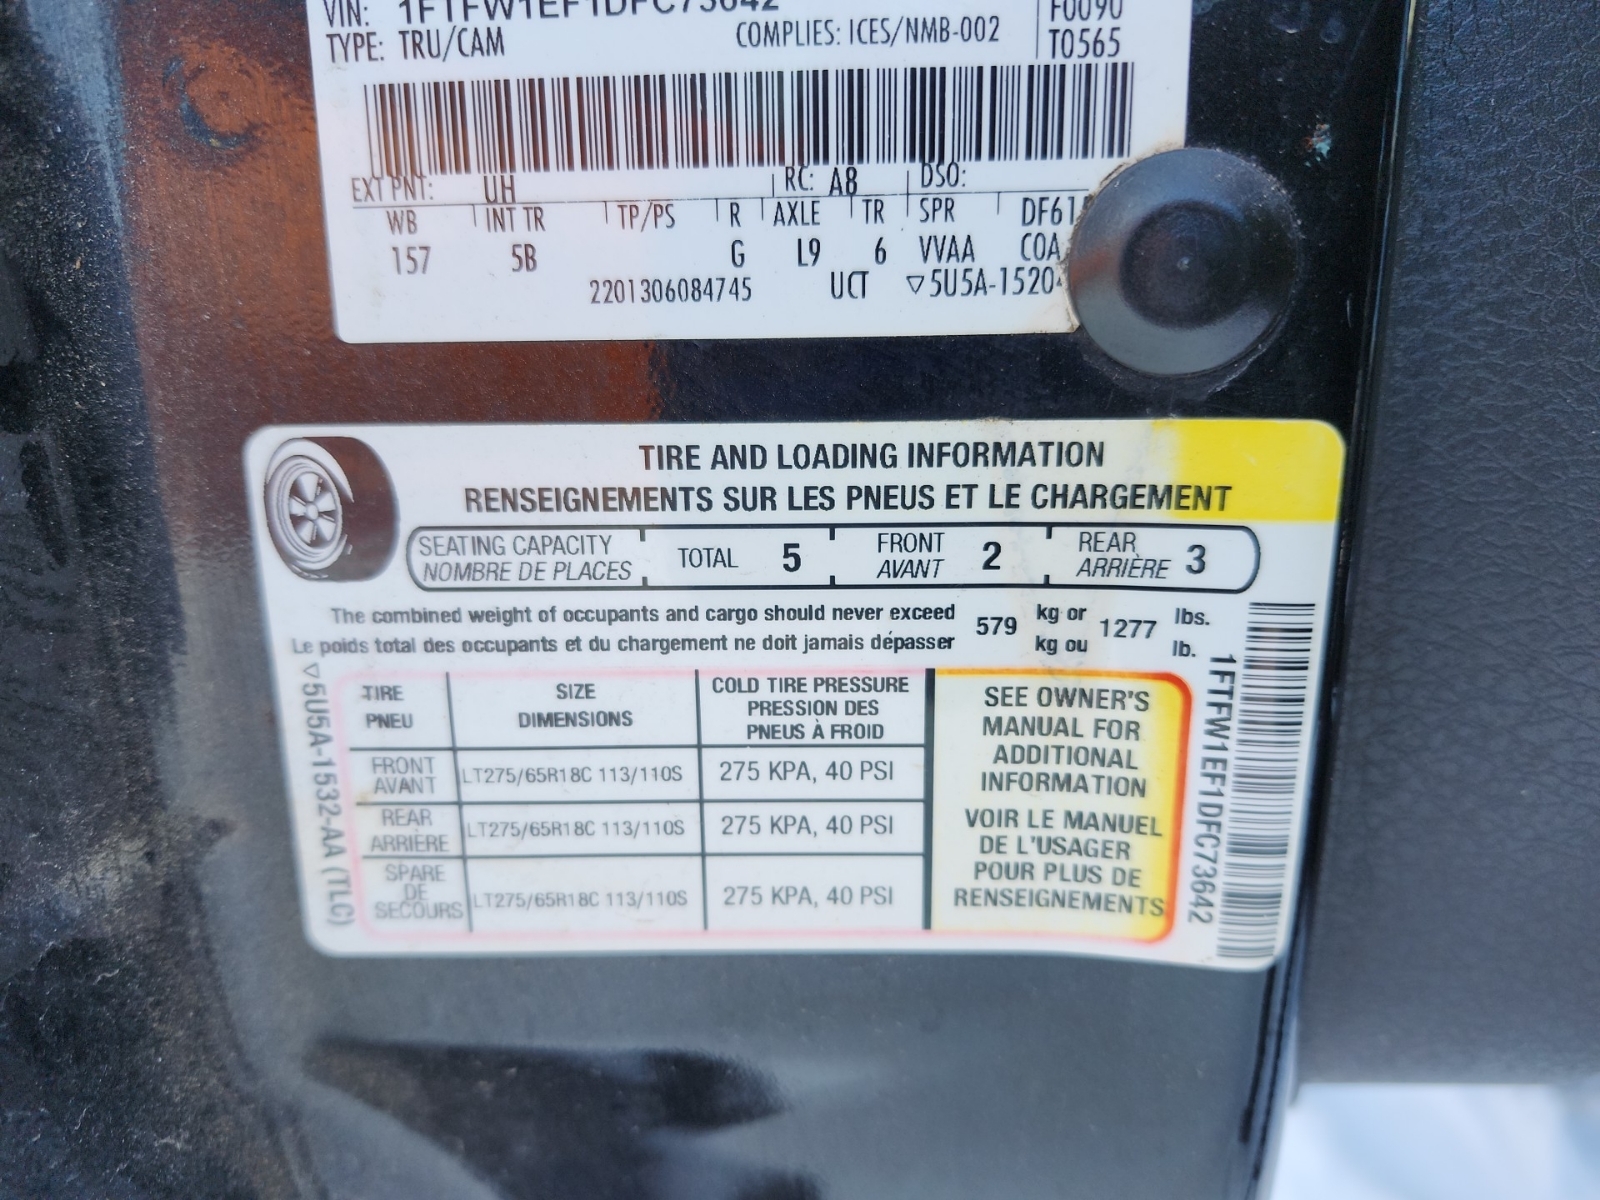 VIN: 1FTFW1EF1DFC73642
TYPE: TRU/CAM COMPLIES: ICES/NMB-002 F0090
T0565
EXT PNT: UH RC: A8 DSO:
WB INT TR TP/PS R AXLE TR SPR DF61
157 5B G L9 6 VVAA COA
2201306084745 UCT ▽5U5A-1520
TIRE AND LOADING INFORMATION
RENSEIGNEMENTS SUR LES PNEUS ET LE CHARGEMENT
SEATING CAPACITY
NOMBRE DE PLACES
TOTAL 5
FRONT
AVANT 2
REAR
ARRIÈRE 3
The combined weight of occupants and cargo should never exceed 579 kg or 1277 lbs.
Le poids total des occupants et du chargement ne doit jamais dépasser kg ou lb.
TIRE
PNEU
SIZE
DIMENSIONS
COLD TIRE PRESSURE
PRESSION DES
PNEUS À FROID
FRONT
AVANT
LT275/65R18C 113/110S 275 KPA, 40 PSI
REAR
ARRIÈRE
LT275/65R18C 113/110S 275 KPA, 40 PSI
SPARE
DE
SECOURS
LT275/65R18C 113/110S 275 KPA, 40 PSI
SEE OWNER'S
MANUAL FOR
ADDITIONAL
INFORMATION
VOIR LE MANUEL
DE L'USAGER
POUR PLUS DE
RENSEIGNEMENTS
▽5U5A-1532-AA (TLC)
1FTFW1EF1DFC73642